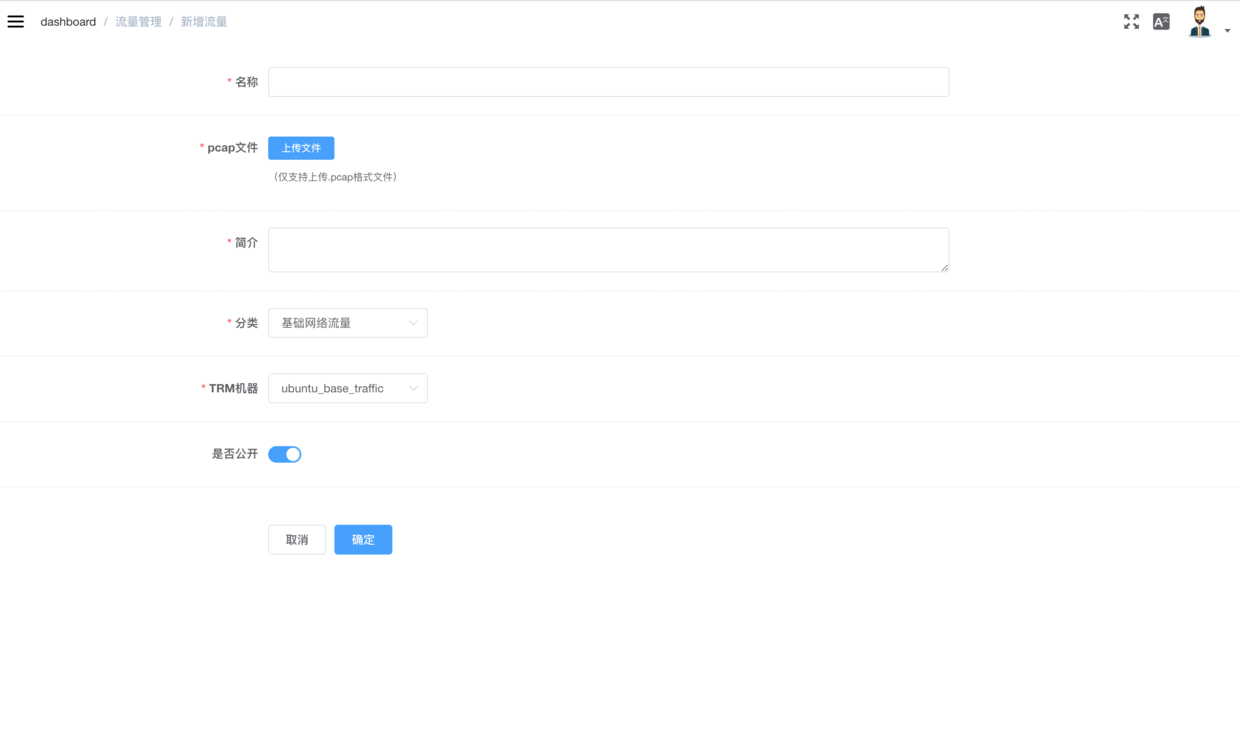 dashboard / 流量管理 / 新增流量
* 名称
* pcap文件 上传文件
(仅支持上传.pcap格式文件)
* 简介
* 分类 基础网络流量
* TRM机器 ubuntu_base_traffic
是否公开
取消 确定